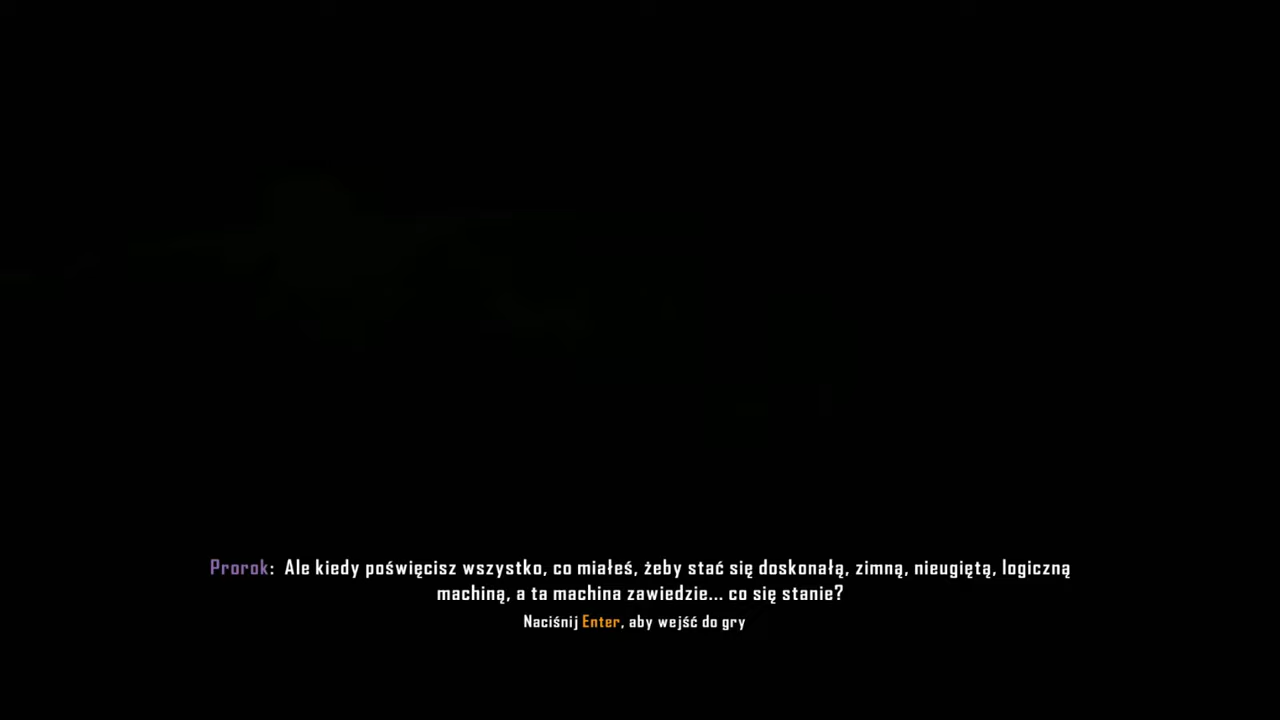 Prorok: Ale kiedy poświęcisz wszystko, co miałeś, żeby stać się doskonałą, zimną, nieugiętą, logiczną
machiną, a ta machina zawiedzie... co się stanie?
Naciśnij Enter, aby wejść do gry